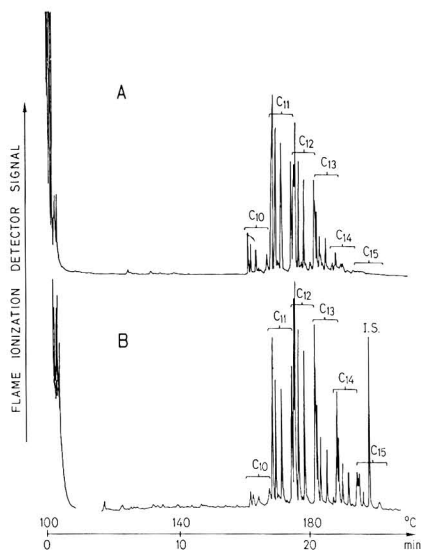 FLAME IONIZATION DETECTOR SIGNAL
A
C10
C11
C12
C13
C14
C15
B
C10
C11
C12
C13
C14
I.S.
C15
100 140 180 °C
0 10 20 min